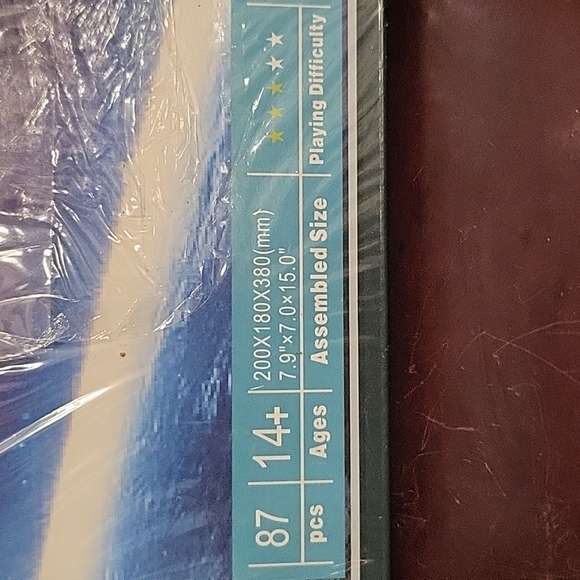 87
pcs
14+
Ages
200X180X380(mm)
7.9"×7.0×15.0"
Assembled Size
★★★★★
Playing Difficulty